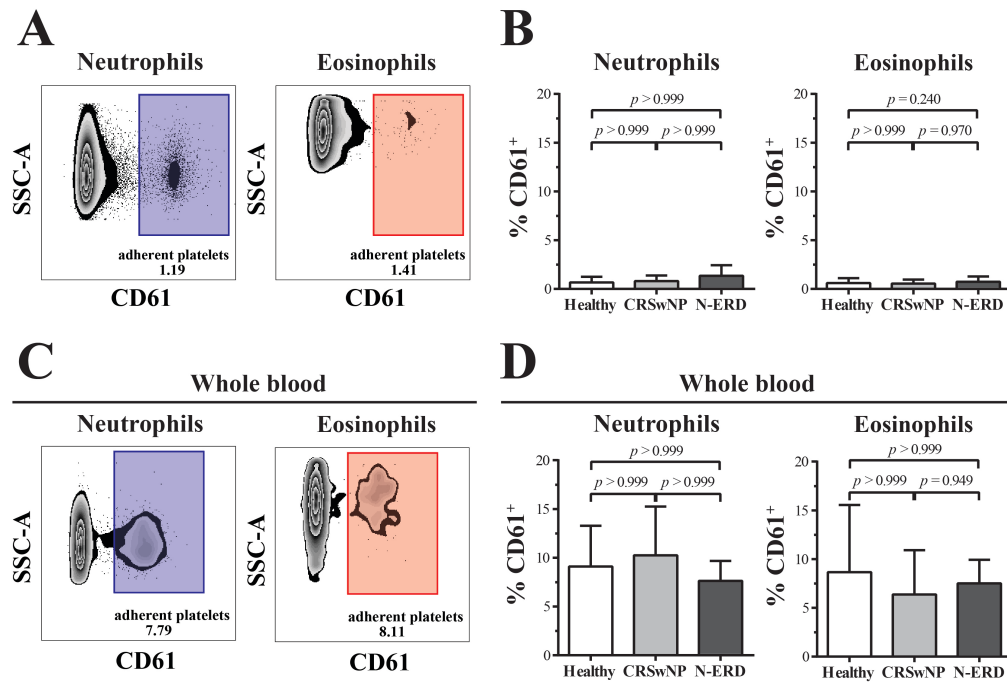 A
Neutrophils
Eosinophils
SSC-A
adherent platelets
1.19
CD61
SSC-A
adherent platelets
1.41
CD61
B
Neutrophils
Eosinophils
% CD61+
20
15
10
5
0
p > 0.999
p > 0.999 p > 0.999
Healthy CRSwNP N-ERD
% CD61+
20
15
10
5
0
p = 0.240
p > 0.999 p = 0.970
Healthy CRSwNP N-ERD
C
Whole blood
Neutrophils
Eosinophils
SSC-A
adherent platelets
7.79
CD61
SSC-A
adherent platelets
8.11
CD61
D
Whole blood
Neutrophils
Eosinophils
% CD61+
20
15
10
5
0
p > 0.999
p > 0.999 p > 0.999
Healthy CRSwNP N-ERD
% CD61+
20
15
10
5
0
p > 0.999
p > 0.999 p = 0.949
Healthy CRSwNP N-ERD